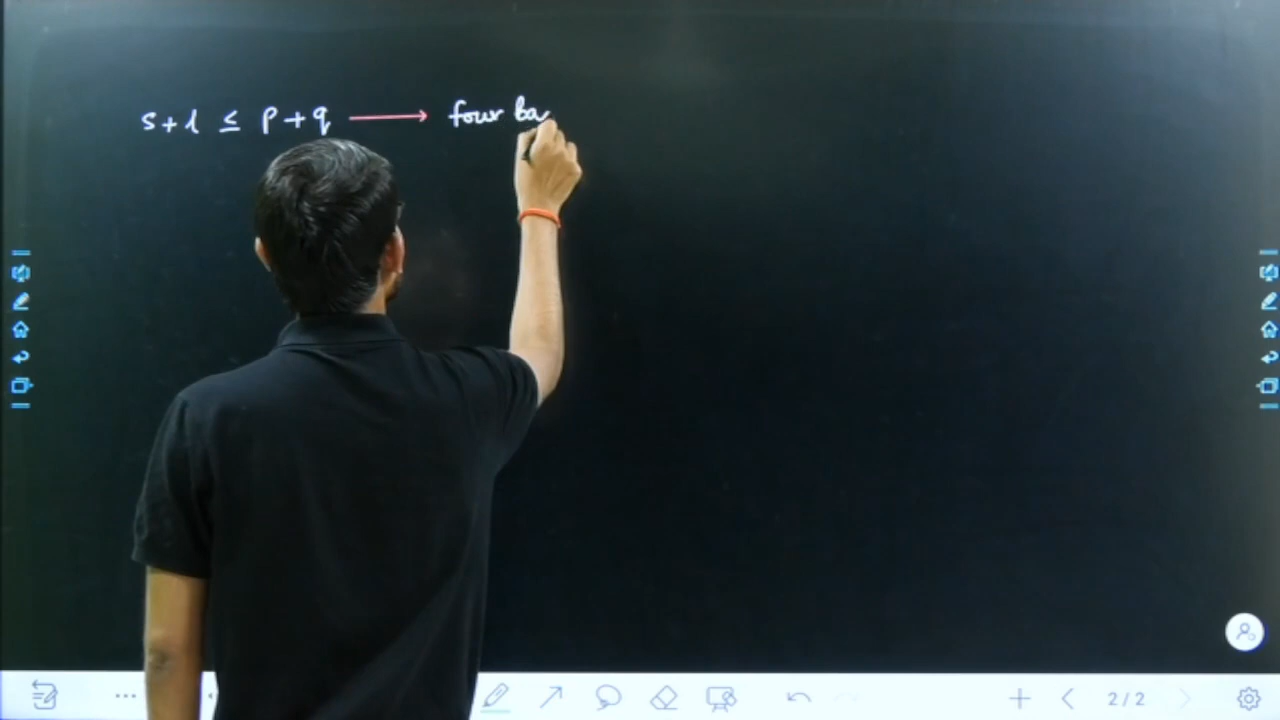 s+l ≤ p+q ⟶ four ba
2/2